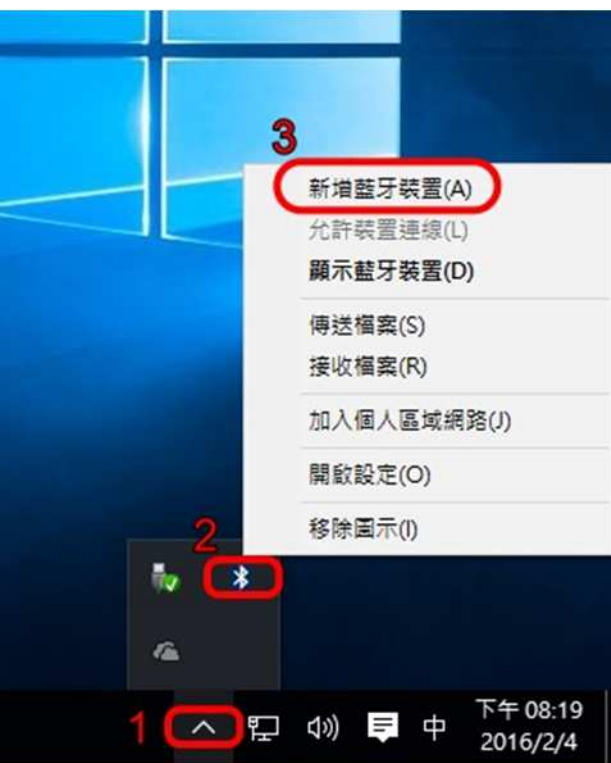 3
新增藍牙裝置(A)
允許裝置連線(L)
顯示藍牙裝置(D)
傳送檔案(S)
接收檔案(R)
加入個人區域網路(J)
開啟設定(O)
移除圖示(I)
2
1
中
下午 08:19
2016/2/4